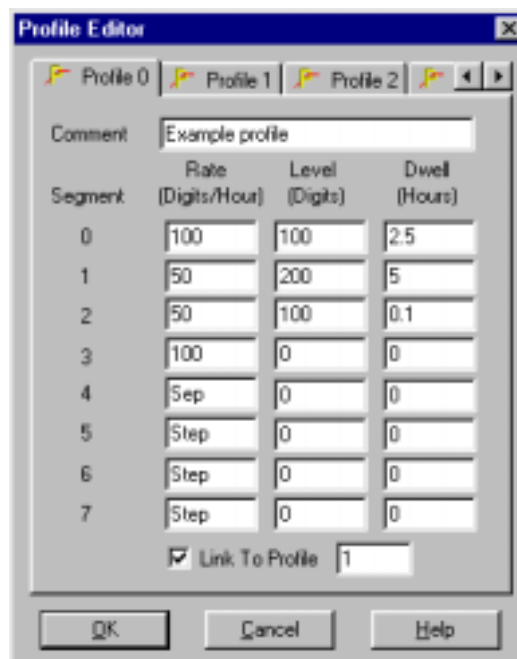 Profile Editor
Profile 0 Profile 1 Profile 2
Comment Example profile
Rate Level Dwell
Segment (Digits/Hour) (Digits) (Hours)
0 100 100 2.5
1 50 200 5
2 50 100 0.1
3 100 0 0
4 Sep 0 0
5 Step 0 0
6 Step 0 0
7 Step 0 0
Link To Profile 1
OK Cancel Help